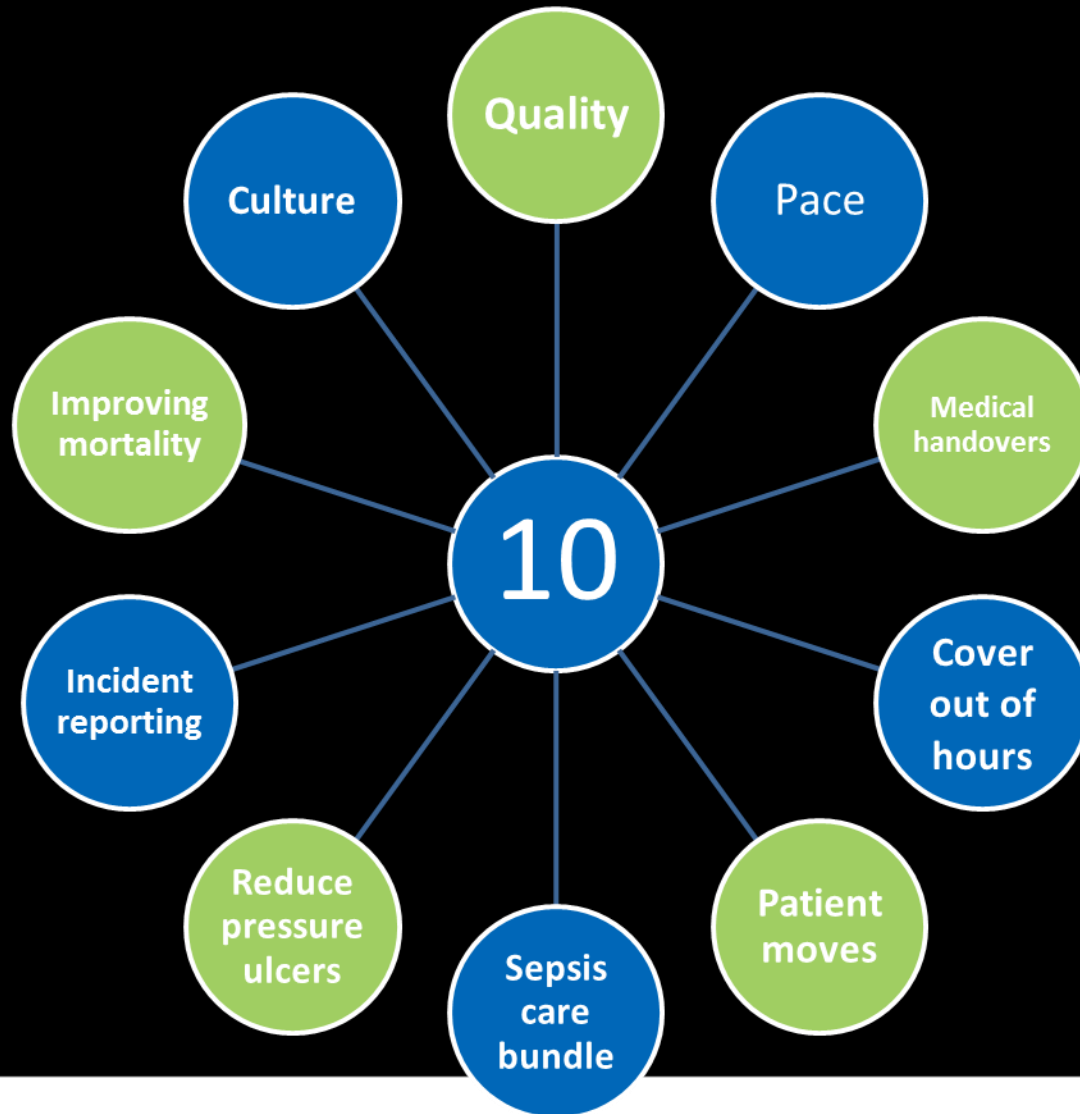 Quality
Pace
Medical
handovers
Cover
out of
hours
Patient
moves
Sepsis
care
bundle
Reduce
pressure
ulcers
Incident
reporting
Improving
mortality
Culture
10